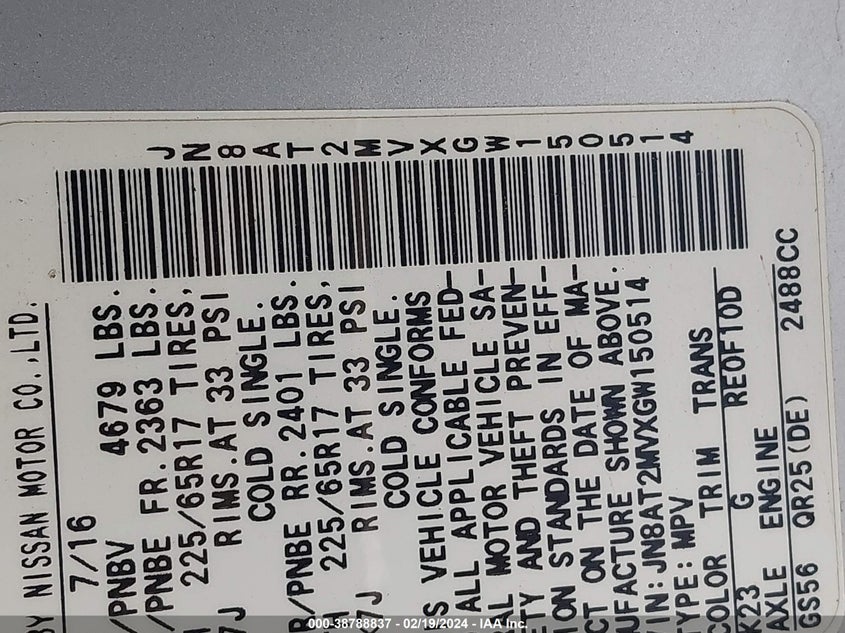 JN8AT2MVXGW150514
BY NISSAN MOTOR CO.,LTD.
7/16
/PNBV 4679 LBS.
/PNBE FR.2363 LBS.
225/65R17 TIRES,
7J RIMS.AT 33 PSI
COLD SINGLE.
R/PNBE RR.2401 LBS.
225/65R17 TIRES,
7J RIMS.AT 33 PSI
COLD SINGLE.
S VEHICLE CONFORMS
ALL APPLICABLE FED-
AL MOTOR VEHICLE SA-
ETY AND THEFT PREVEN-
ION STANDARDS IN EFF-
CT ON THE DATE OF MA-
UFACTURE SHOWN ABOVE.
IN:JN8AT2MVXGW150514
TYPE:MPV
COLOR TRIM TRANS
K23 G RE0F10D
AXLE ENGINE
GS56 QR25(DE) 2488CC
000-38788837 - 02/19/2024 - IAA Inc.